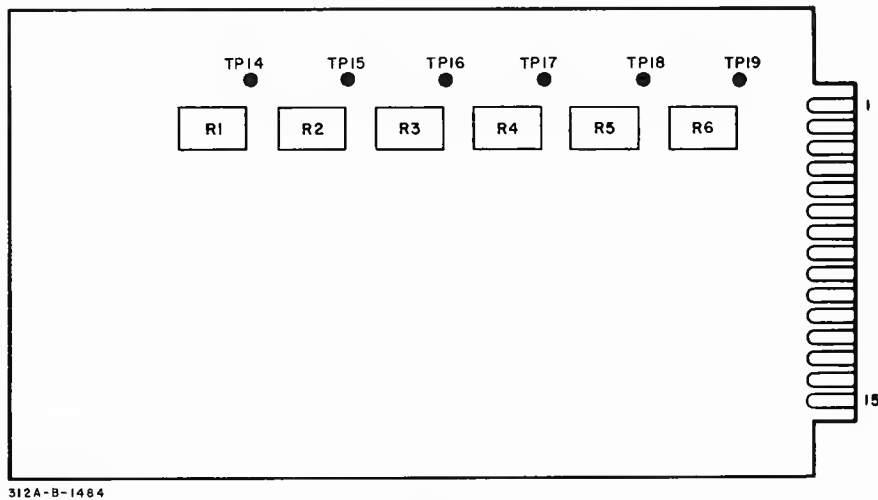 TP14 TP15 TP16 TP17 TP18 TP19
1
R1 R2 R3 R4 R5 R6
15
312A-B-1484